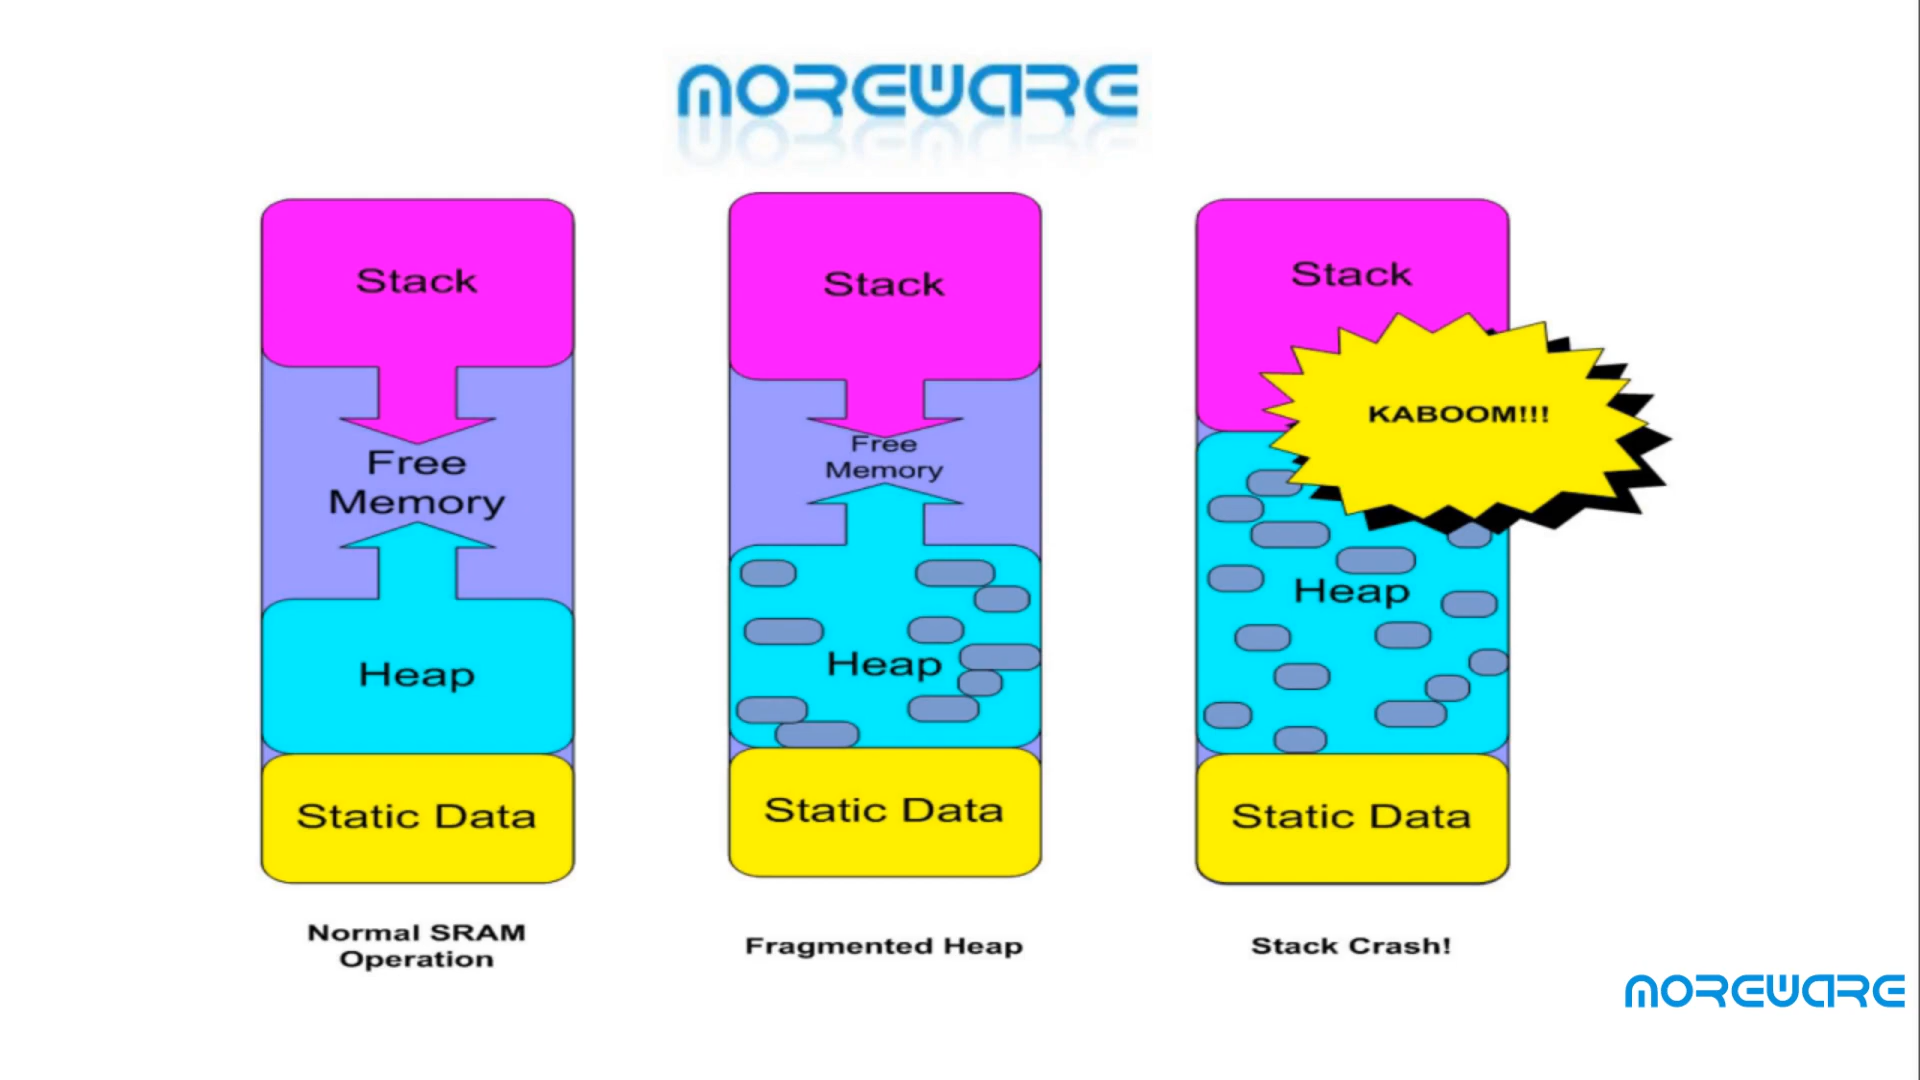 MOREWARE
Stack
Free
Memory
Heap
Static Data
Normal SRAM
Operation
Stack
Free
Memory
Heap
Static Data
Fragmented Heap
Stack
KABOOM!!!
Heap
Static Data
Stack Crash!
MOREWARE